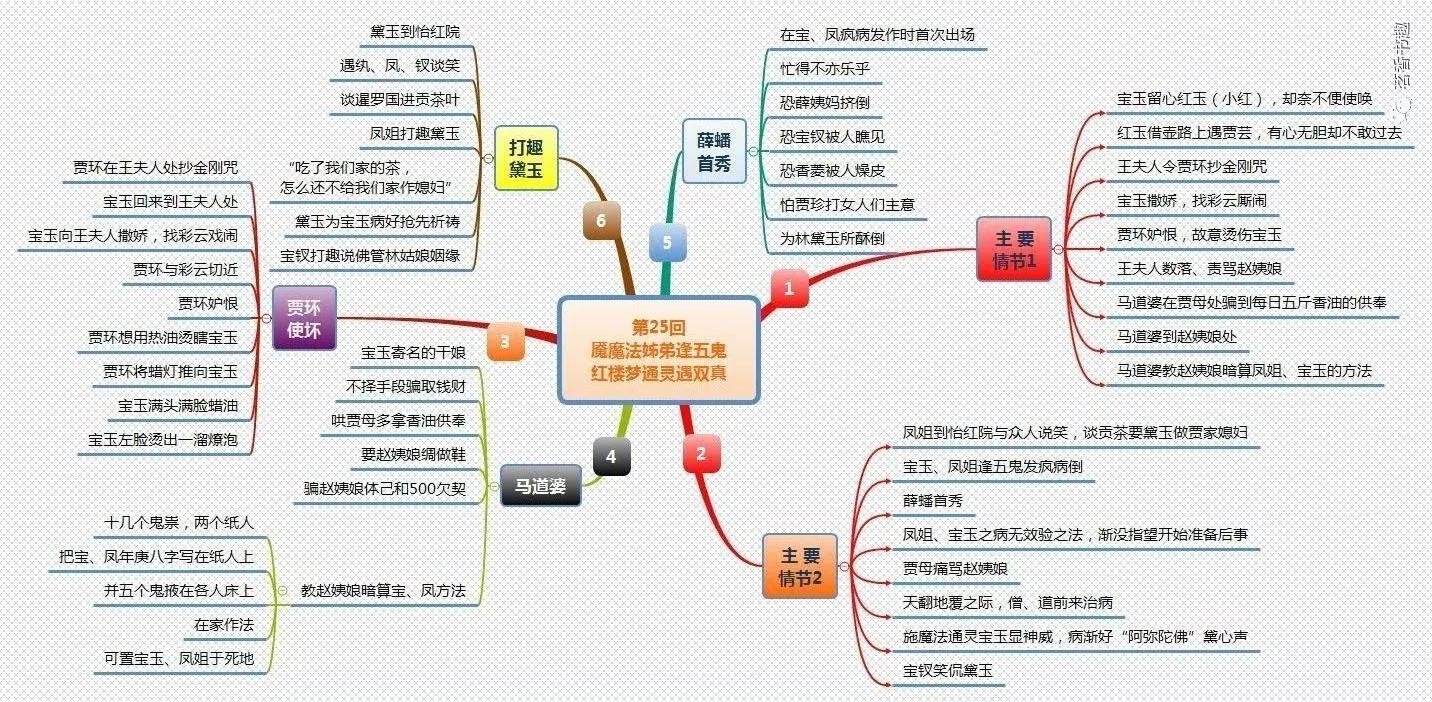 第25回
魇魔法姊弟逢五鬼
红楼梦通灵遇双真
1
主 要
情节1
宝玉留心红玉（小红），却奈不便使唤
红玉借壶路上遇贾芸，有心无胆却不敢过去
王夫人令贾环抄金刚咒
宝玉撒娇，找彩云厮闹
贾环妒恨，故意烫伤宝玉
王夫人数落、责骂赵姨娘
马道婆在贾母处骗到每日五斤香油的供奉
马道婆到赵姨娘处
马道婆教赵姨娘暗算凤姐、宝玉的方法
2
主 要
情节2
凤姐到怡红院与众人说笑，谈贡茶要黛玉做贾家媳妇
宝玉、凤姐逢五鬼发疯病倒
薛蟠首秀
凤姐、宝玉之病无效验之法，渐没指望开始准备后事
贾母痛骂赵姨娘
天翻地覆之际，僧、道前来治病
施魔法通灵宝玉显神威，病渐好“阿弥陀佛”黛心声
宝钗笑侃黛玉
3
贾环
使坏
贾环在王夫人处抄金刚咒
宝玉回来到王夫人处
宝玉向王夫人撒娇，找彩云戏闹
贾环与彩云切近
贾环妒恨
贾环想用热油烫瞎宝玉
贾环将蜡灯推向宝玉
宝玉满头满脸蜡油
宝玉左脸烫出一溜燎泡
4
马道婆
宝玉寄名的干娘
不择手段骗取钱财
哄贾母多拿香油供奉
要赵姨娘绸做鞋
骗赵姨娘体己和500欠契
教赵姨娘暗算宝、凤方法
十几个鬼祟，两个纸人
把宝、凤年庚八字写在纸人上
并五个鬼掖在各人床上
在家作法
可置宝玉、凤姐于死地
5
薛蟠
首秀
在宝、凤疯病发作时首次出场
忙得不亦乐乎
恐薛姨妈挤倒
恐宝钗被人瞧见
恐香菱被人燥皮
怕贾珍打女人们主意
为林黛玉所酥倒
6
打趣
黛玉
黛玉到怡红院
遇纨、凤、钗谈笑
谈暹罗国进贡茶叶
凤姐打趣黛玉
“吃了我们家的茶，
怎么还不给我们家作媳妇”
黛玉为宝玉病好抢先祈祷
宝钗打趣说佛管林姑娘姻缘
茗香书趣